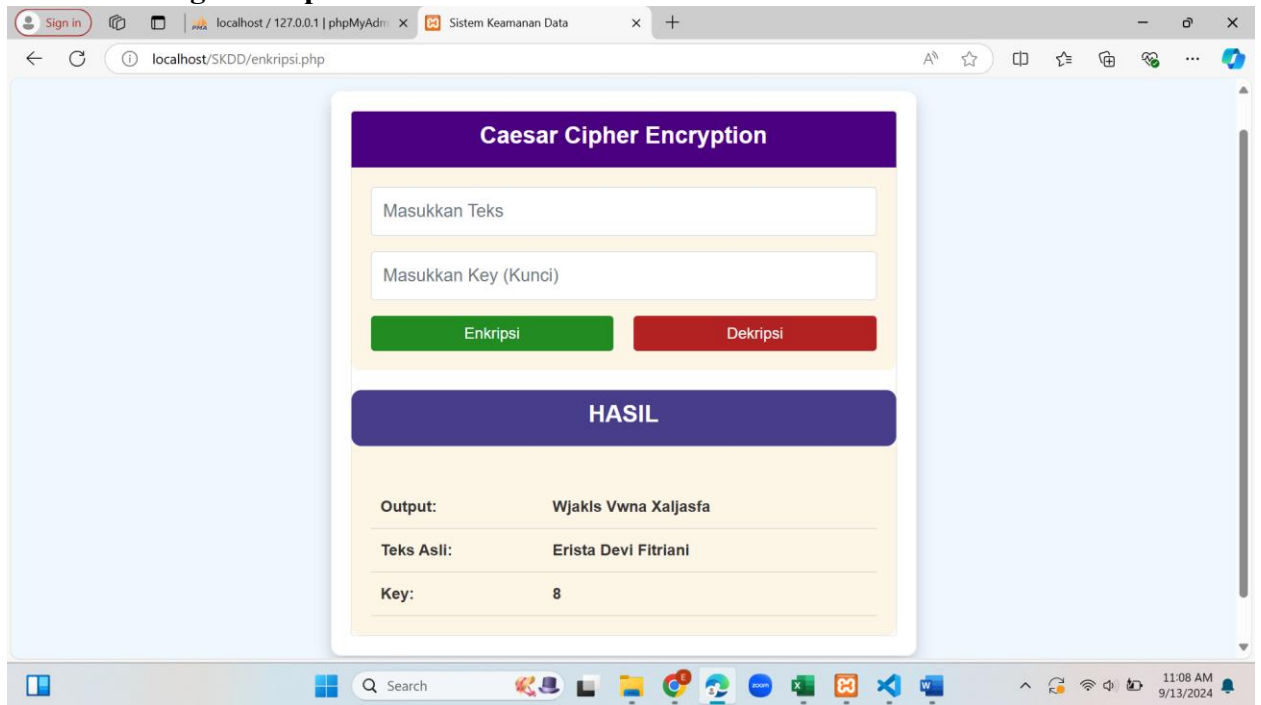 Sign in localhost / 127.0.0.1 | phpMyAdm Sistem Keamanan Data
localhost/SKDD/enkripsi.php
Caesar Cipher Encryption
Masukkan Teks
Masukkan Key (Kunci)
Enkripsi Dekripsi
HASIL
Output: Wjakls Vwna Xaljasfa
Teks Asli: Erista Devi Fitriani
Key: 8
Search zoom 11:08 AM
9/13/2024